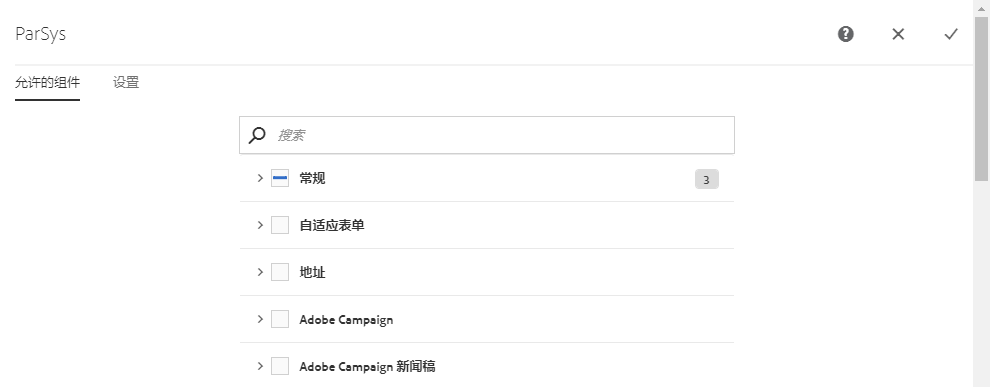 ParSys
允许的组件 设置
搜索
常规 3
自适应表单
地址
Adobe Campaign
Adobe Campaign 新闻稿